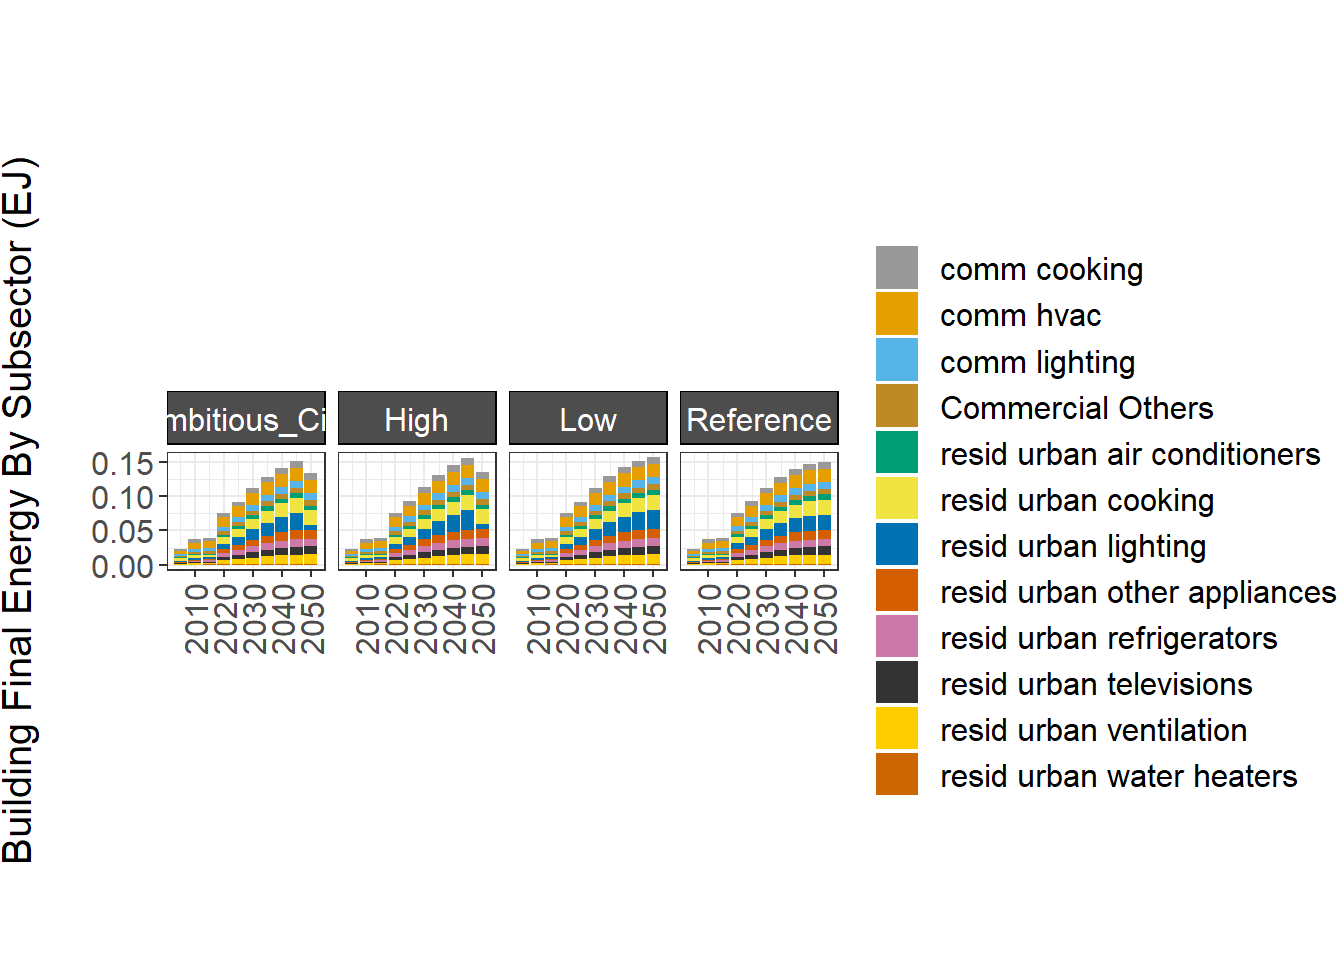 Building Final Energy By Subsector (EJ)
mbitious_Ci
High
Low
Reference
0.15
0.10
0.05
0.00
2010
2020
2030
2040
2050
2010
2020
2030
2040
2050
2010
2020
2030
2040
2050
2010
2020
2030
2040
2050
comm cooking
comm hvac
comm lighting
Commercial Others
resid urban air conditioners
resid urban cooking
resid urban lighting
resid urban other appliances
resid urban refrigerators
resid urban televisions
resid urban ventilation
resid urban water heaters